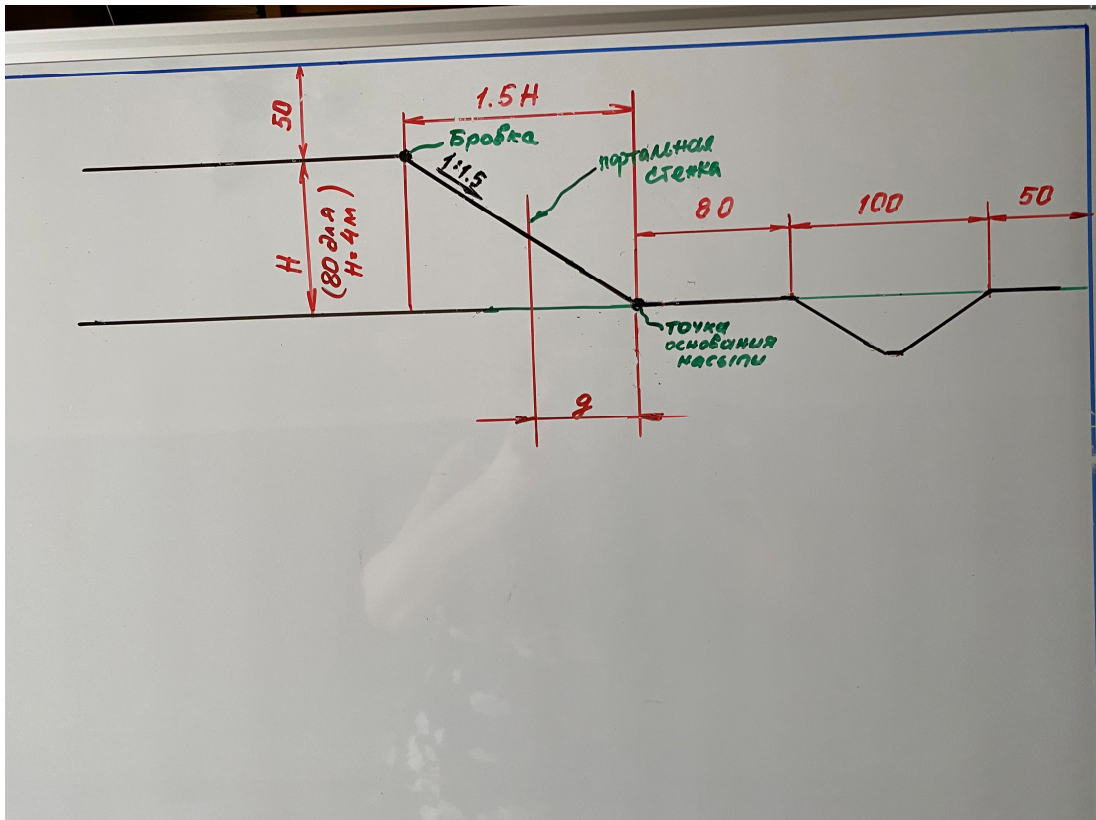 1.5H
50
Бровка
1:1.5
портальная
стенка
80
100
50
H
(80 для
H=4м)
точка
основания
насыпи
g